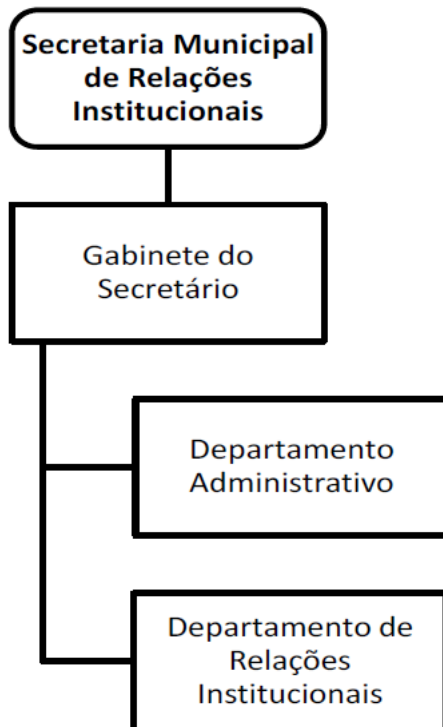 Secretaria Municipal
de Relações
Institucionais
Gabinete do
Secretário
Departamento
Administrativo
Departamento de
Relações
Institucionais